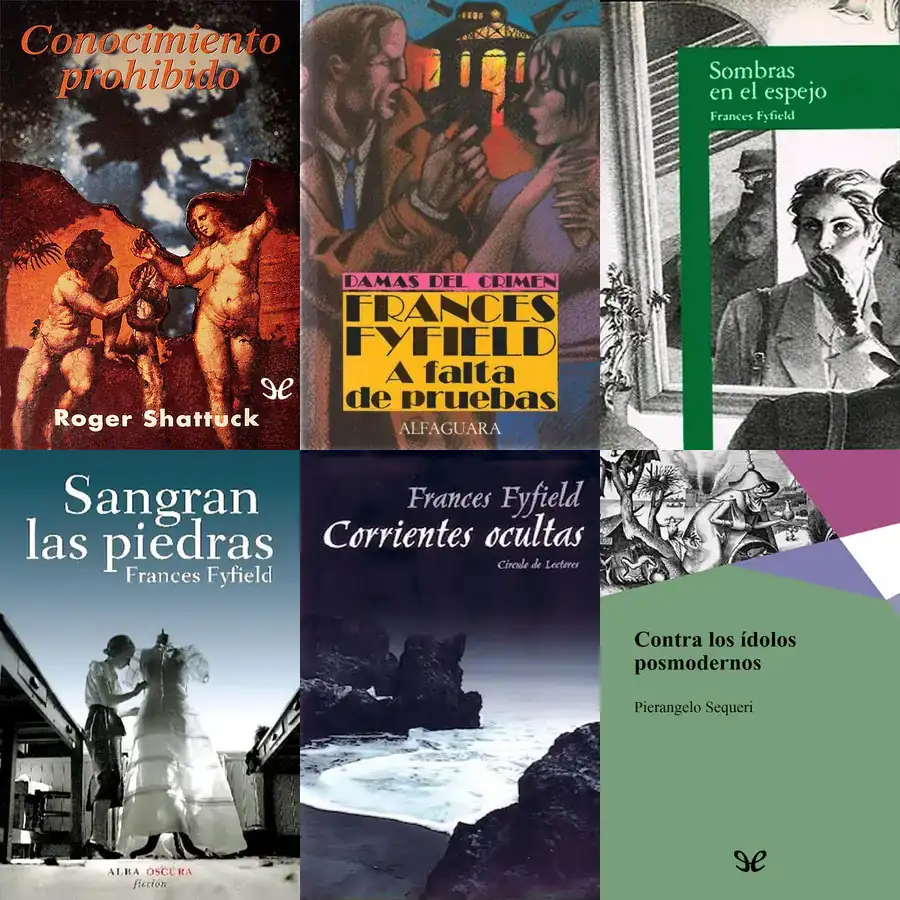 Conocimiento
prohibido
Roger Shattuck
DAMAS DEL CRIMEN
FRANCES
FYFIELD
A falta
de pruebas
ALFAGUARA
Sombras
en el espejo
Frances Fyfield
Sangran
las piedras
Frances Fyfield
ALBA OSCURA
ficción
Frances Fyfield
Corrientes ocultas
Círculo de Lectores
Contra los ídolos
posmodernos
Pierangelo Sequeri